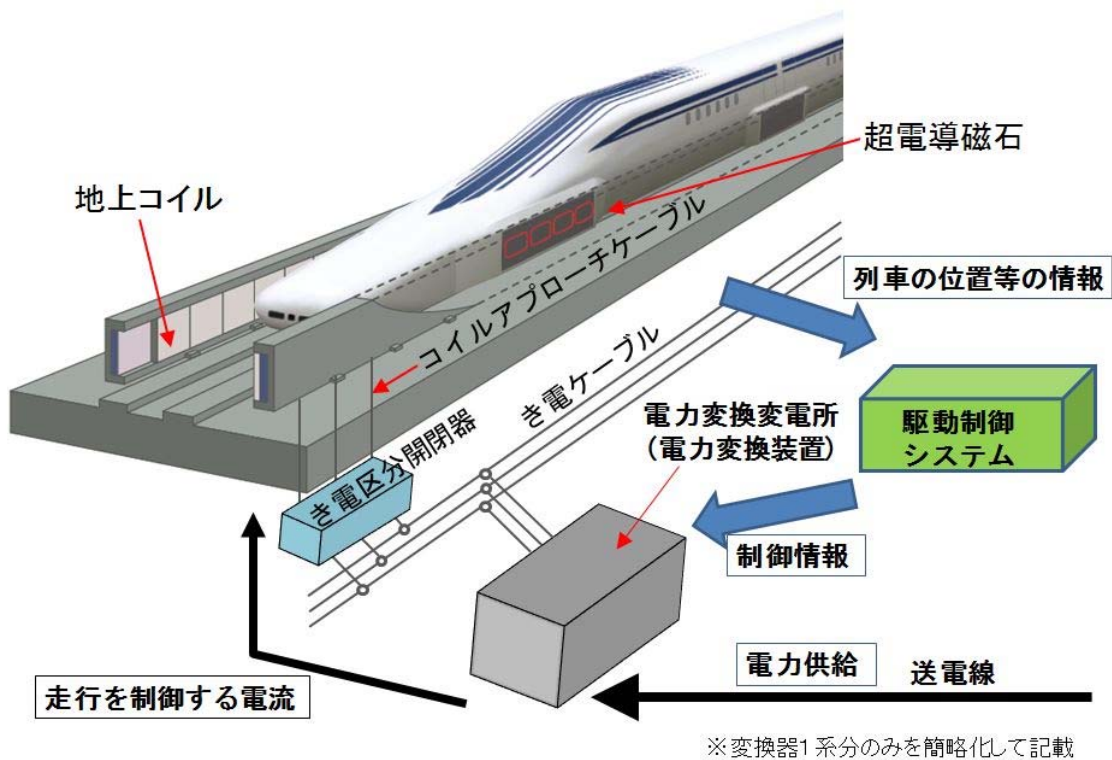 超電導磁石
地上コイル
コイルアプローチケーブル
列車の位置等の情報
き電ケーブル
電力変換変電所
（電力変換装置）
駆動制御
システム
き電区分開閉器
制御情報
電力供給
送電線
走行を制御する電流
※変換器1系分のみを簡略化して記載